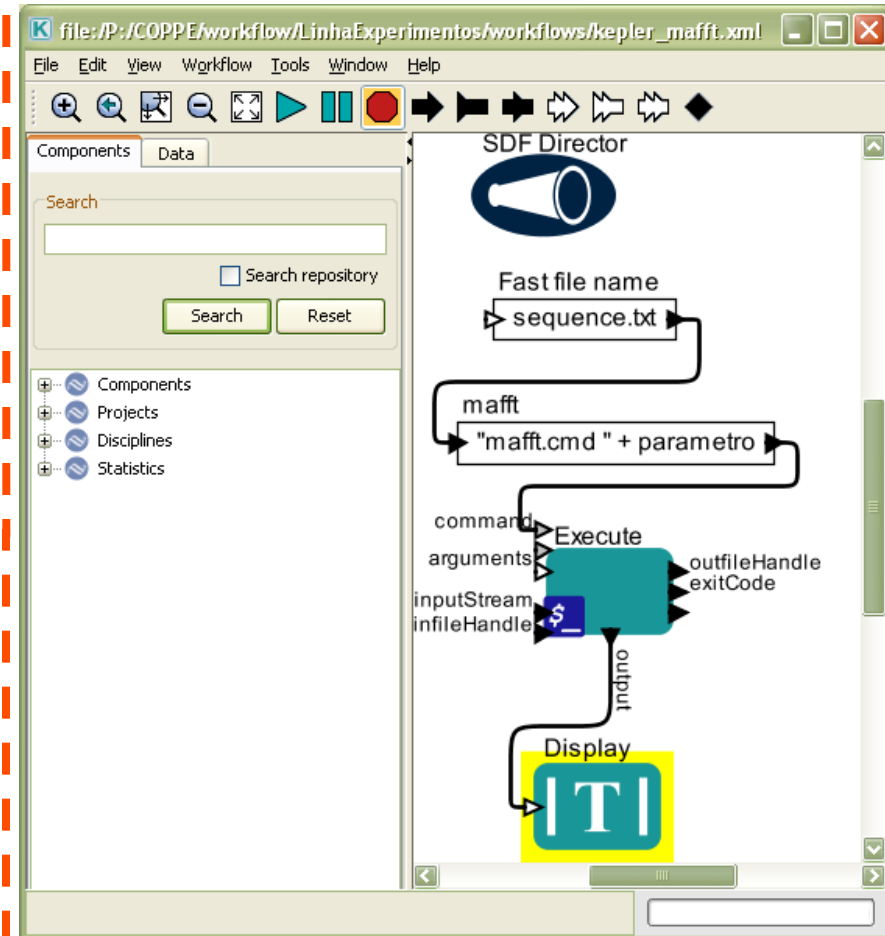 file:/P:/COPPE/workflow/LinhaExperimentos/workflows/kepler_mafft.xml
File Edit View Workflow Tools Window Help
Components Data
Search
Search repository
Search Reset
Components
Projects
Disciplines
Statistics
SDF Director
Fast file name
sequence.txt
mafft
"mafft.cmd " + parametro
command
Execute
arguments
outfileHandle
exitCode
inputStream
infileHandle
$_
output
Display
T